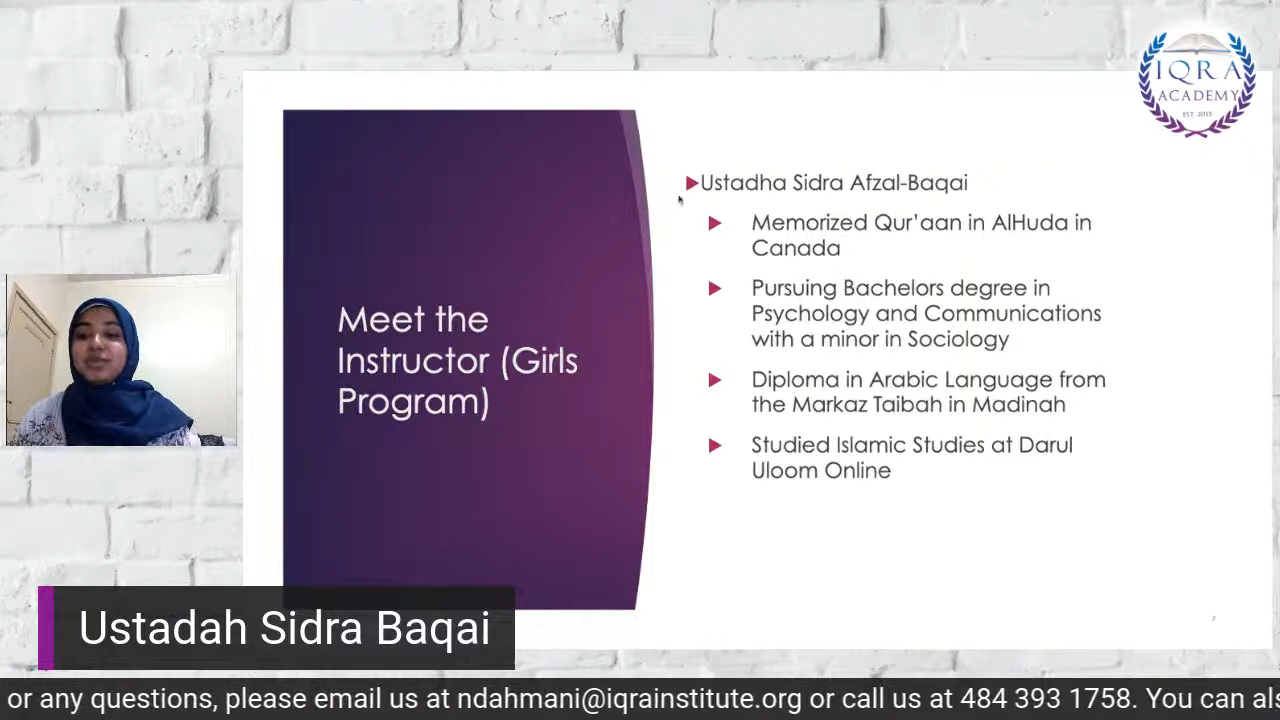 IQRA
ACADEMY
EST 2015
Ustadha Sidra Afzal-Baqai
Memorized Qur'aan in AlHuda in
Canada
Pursuing Bachelors degree in
Psychology and Communications
with a minor in Sociology
Diploma in Arabic Language from
the Markaz Taibah in Madinah
Studied Islamic Studies at Darul
Uloom Online
Meet the
Instructor (Girls
Program)
Ustadah Sidra Baqai
or any questions, please email us at ndahmani@iqrainstitute.org or call us at 484 393 1758. You can als